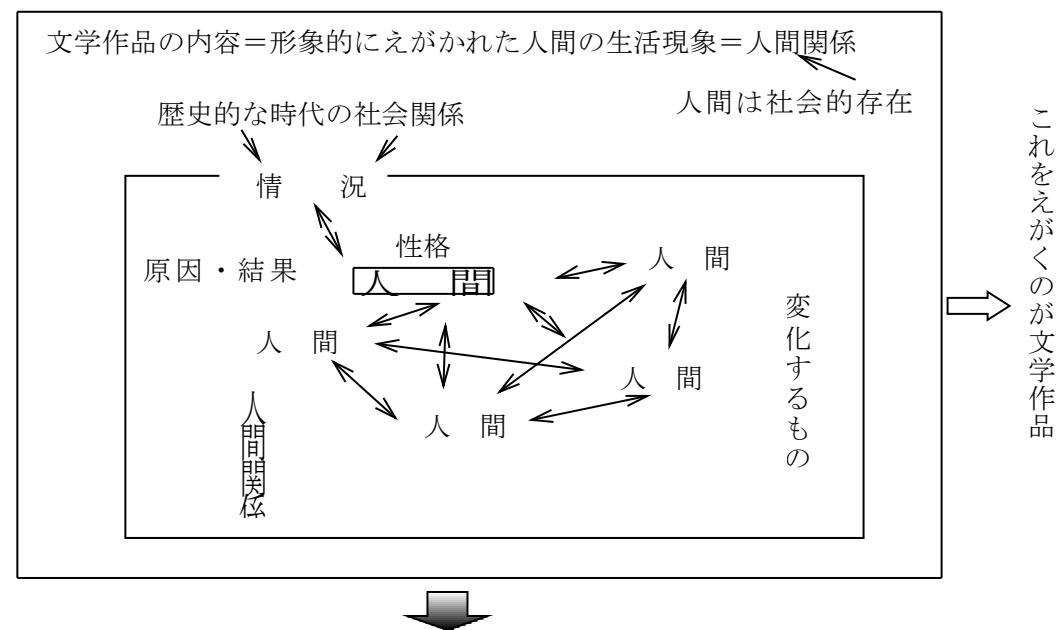 文学作品の内容＝形象的にえがかれた人間の生活現象＝人間関係
人間は社会的存在
歴史的な時代の社会関係
情　況
性格
原因・結果
人　間
人　間
人　間
人　間
人　間
人間関係
変化するもの
これをえがくのが文学作品